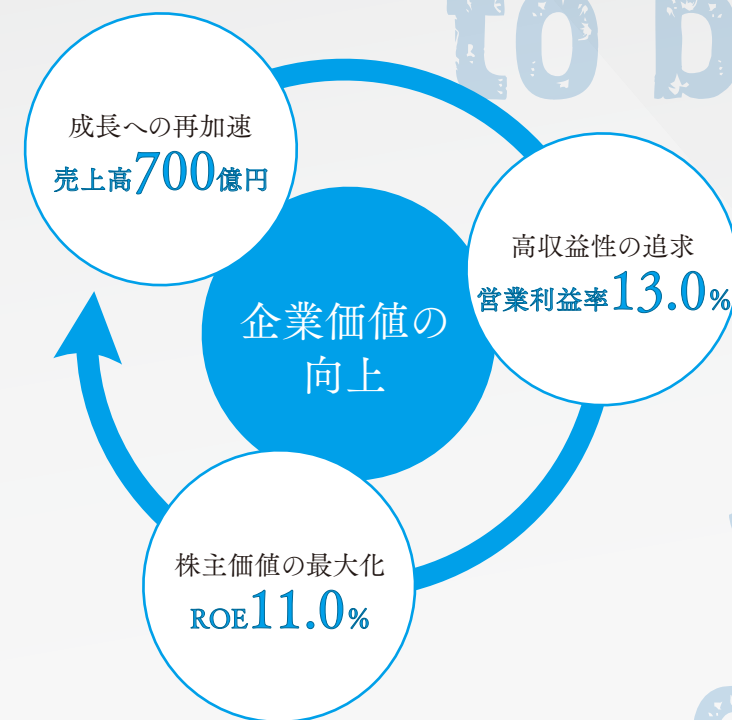 to b
成長への再加速
売上高700億円
高収益性の追求
営業利益率13.0%
企業価値の
向上
株主価値の最大化
ROE11.0%